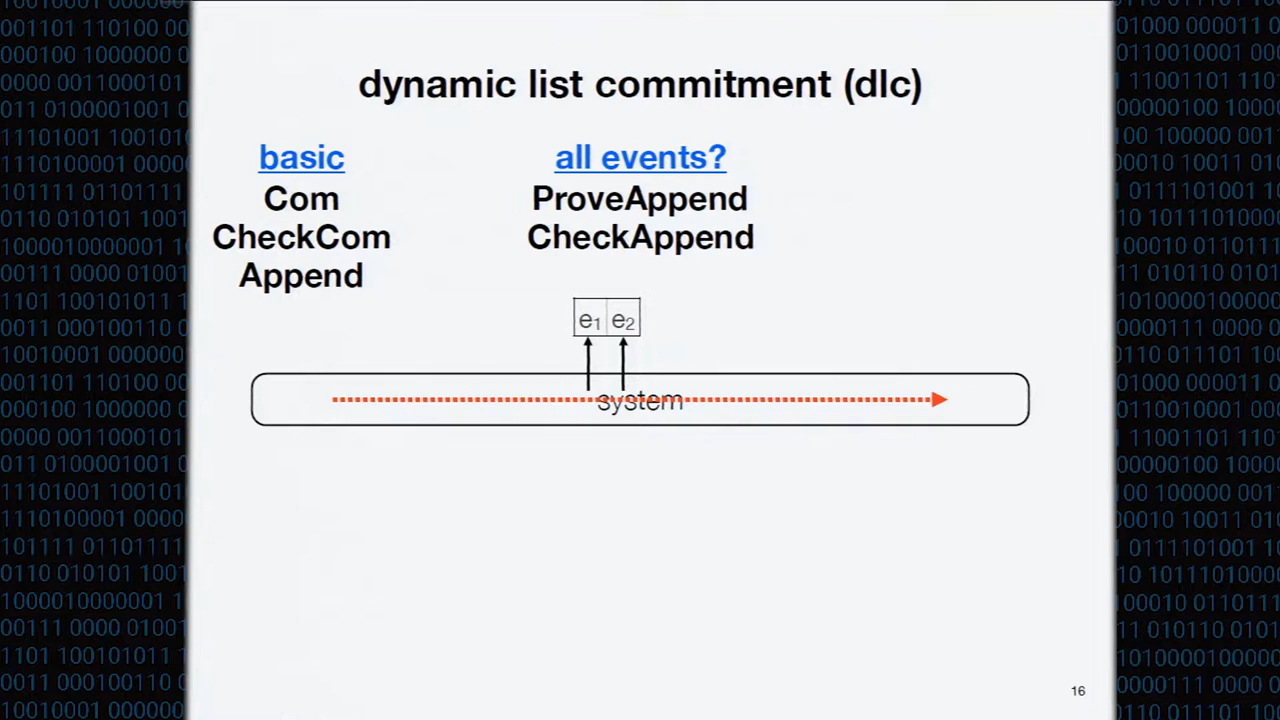 dynamic list commitment (dlc)
basic
Com
CheckCom
Append
all events?
ProveAppend
CheckAppend
e₁ e₂
system
16